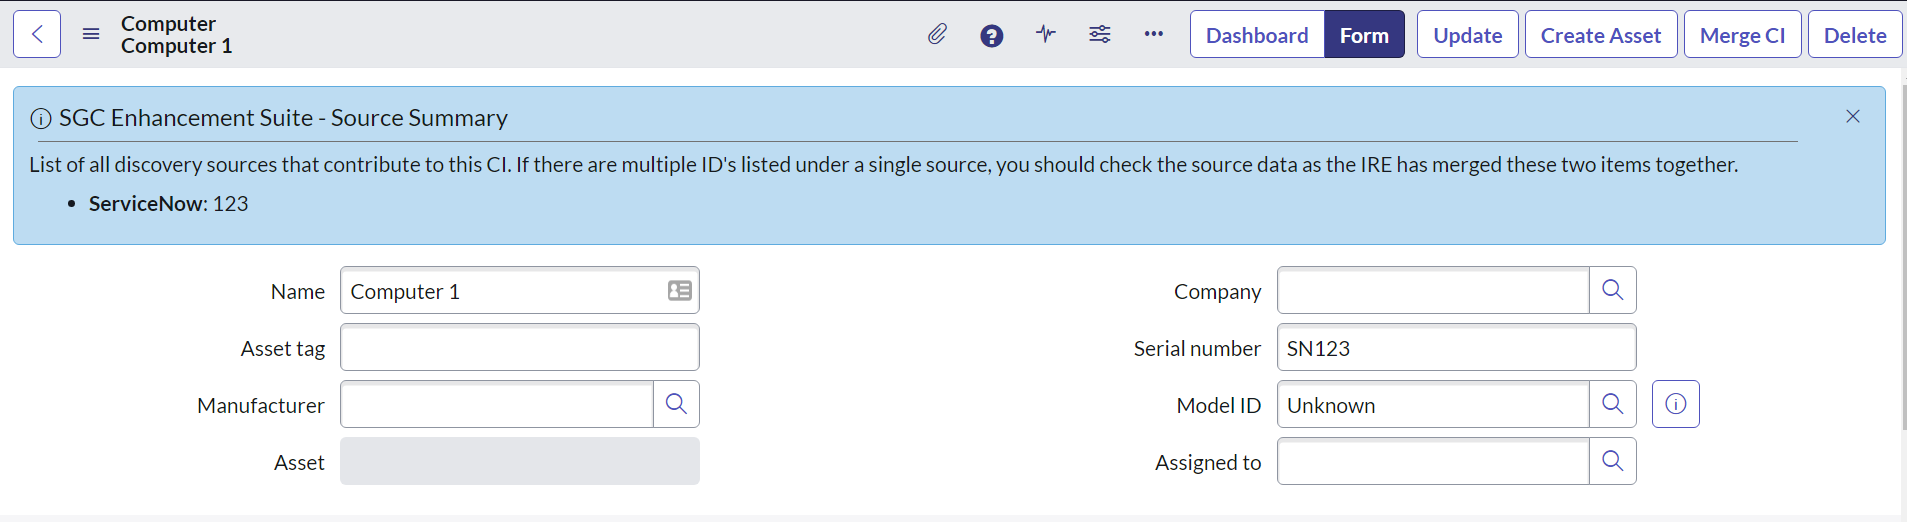 Computer
Computer 1
Dashboard Form Update Create Asset Merge CI Delete
SGC Enhancement Suite - Source Summary
List of all discovery sources that contribute to this CI. If there are multiple ID's listed under a single source, you should check the source data as the IRE has merged these two items together.
• ServiceNow: 123
Name Computer 1
Company
Asset tag
Serial number SN123
Manufacturer
Model ID Unknown
Asset
Assigned to